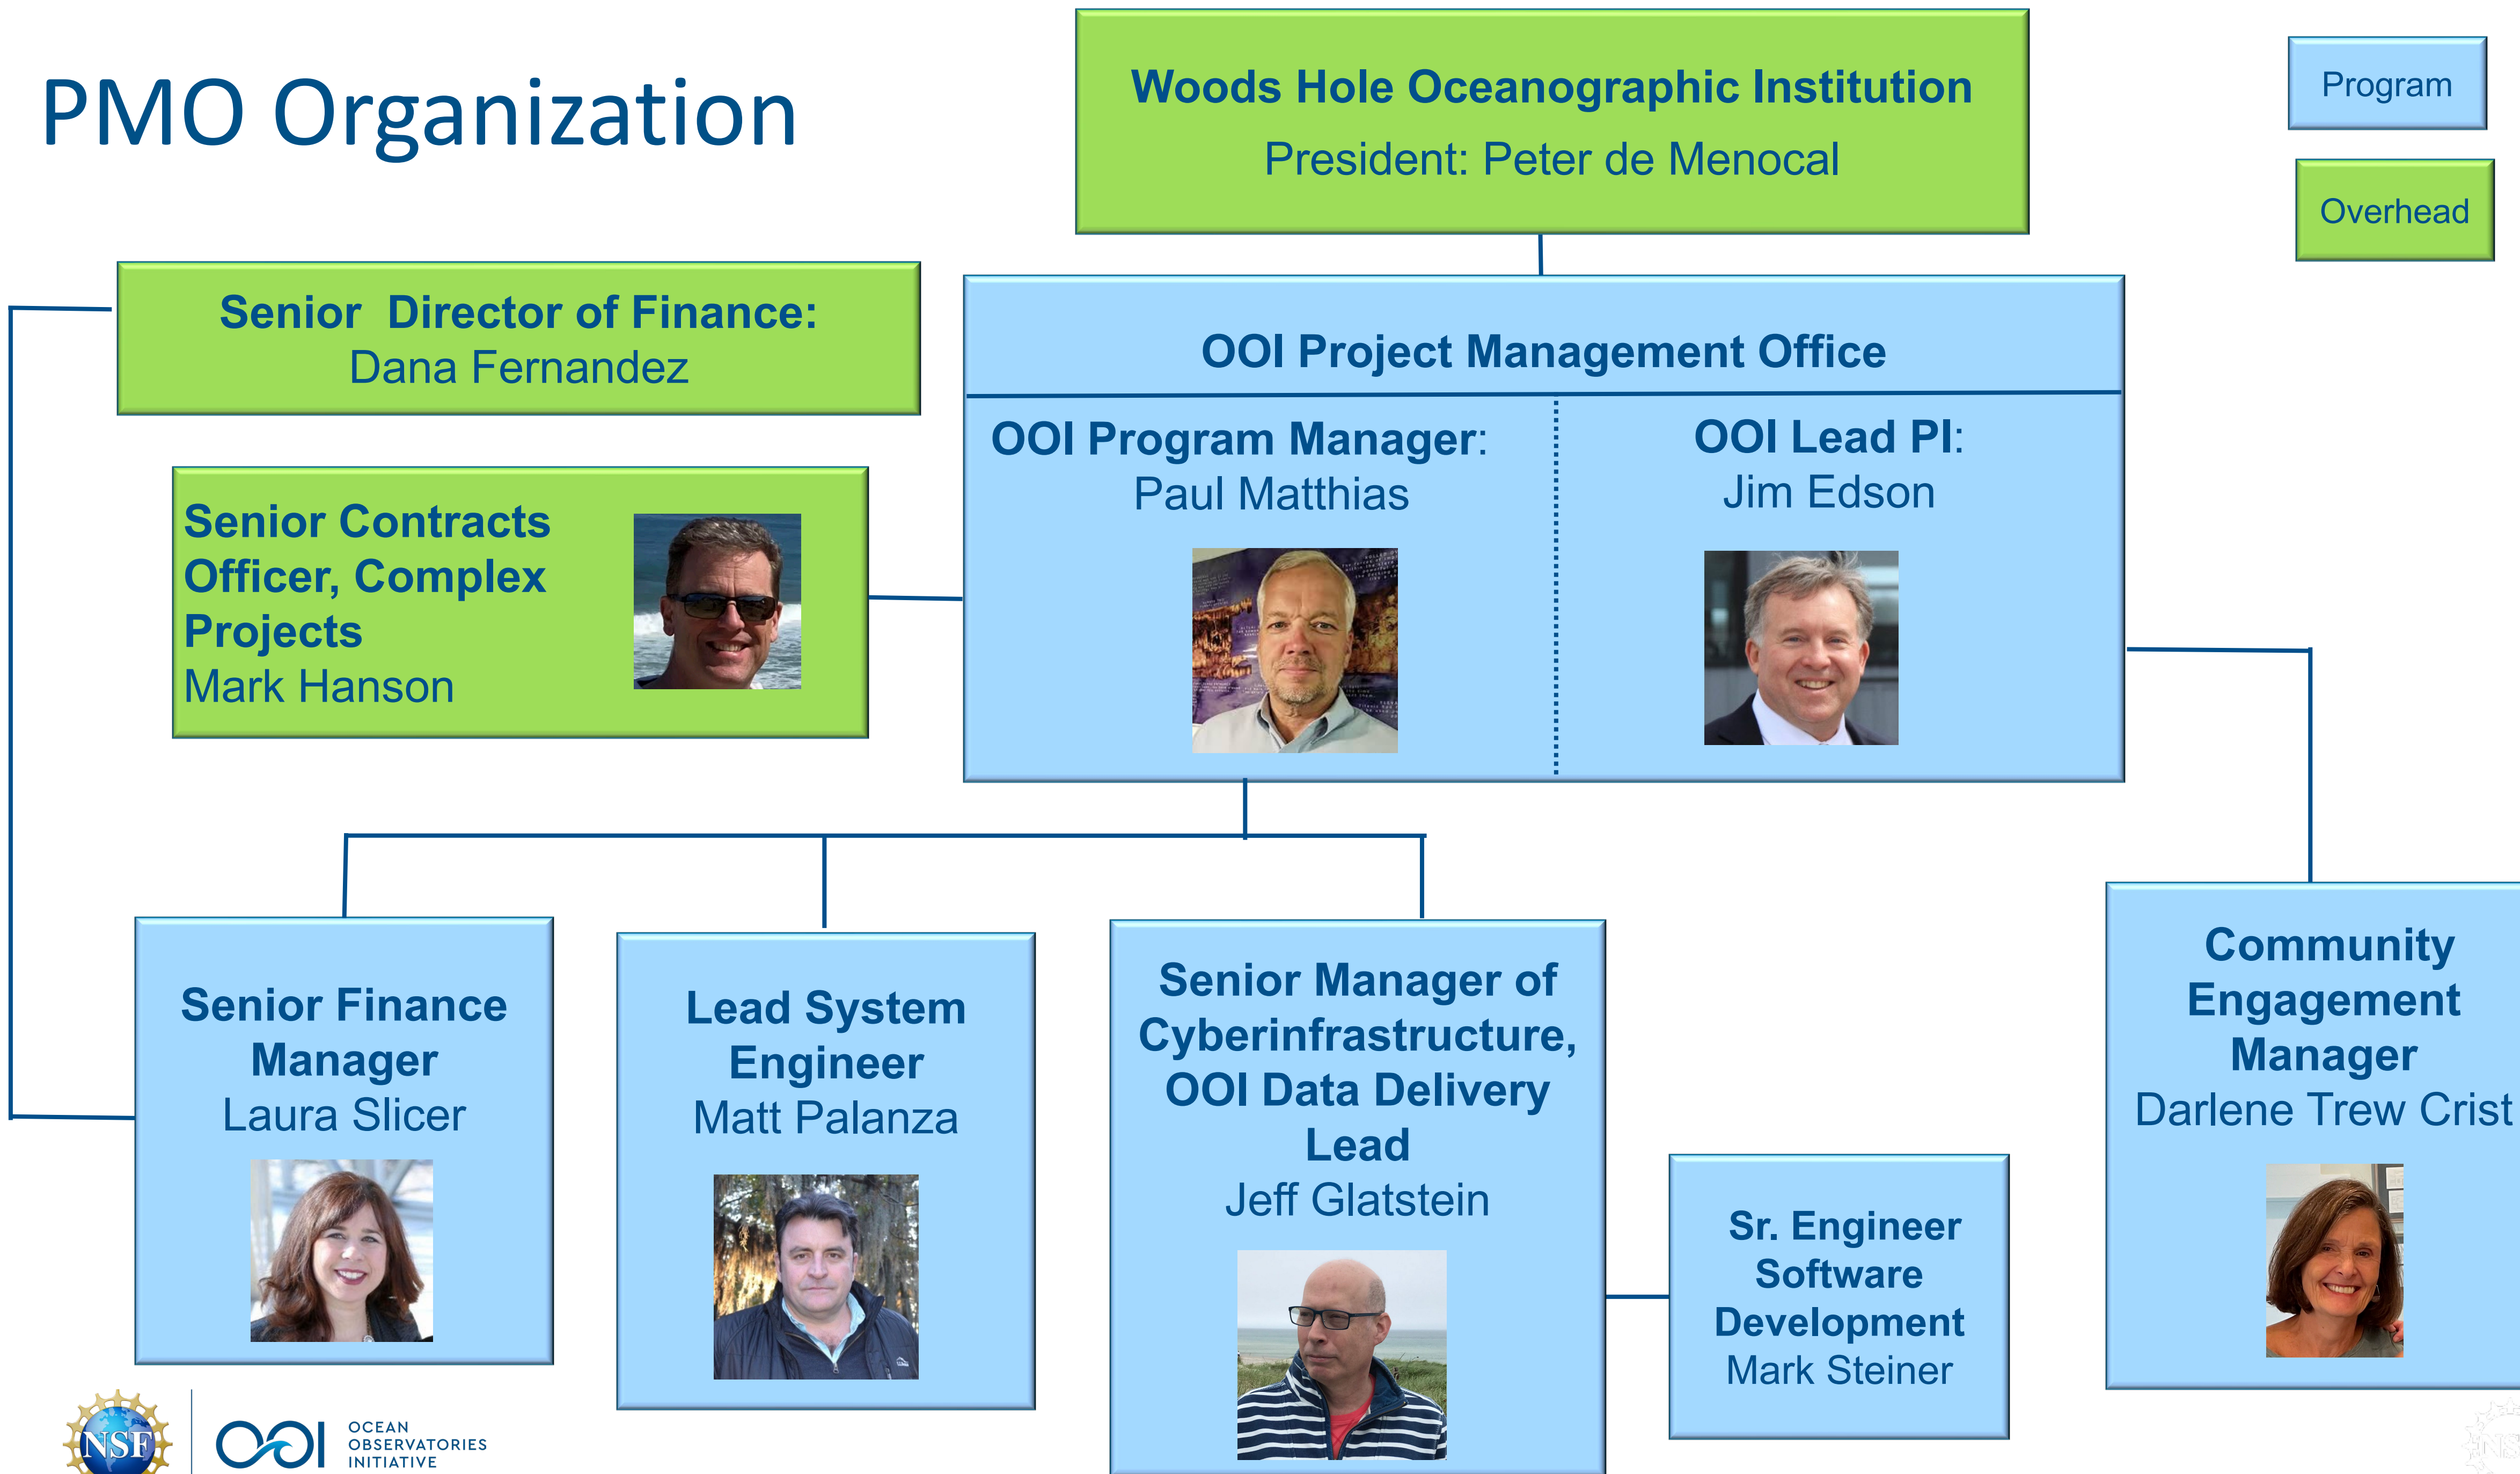 PMO Organization
Woods Hole Oceanographic Institution
President: Peter de Menocal
Program
Overhead
Senior  Director of Finance:
Dana Fernandez
OOI Project Management Office
OOI Program Manager:
Paul Matthias
OOI Lead PI:
Jim Edson
Senior Contracts
Officer, Complex
Projects
Mark Hanson
Senior Finance
Manager
Laura Slicer
Lead System
Engineer
Matt Palanza
Senior Manager of
Cyberinfrastructure,
OOI Data Delivery
Lead
Jeff Glatstein
Sr. Engineer
Software
Development
Mark Steiner
Community
Engagement
Manager
Darlene Trew Crist
NSF
OOI
OCEAN
OBSERVATORIES
INITIATIVE